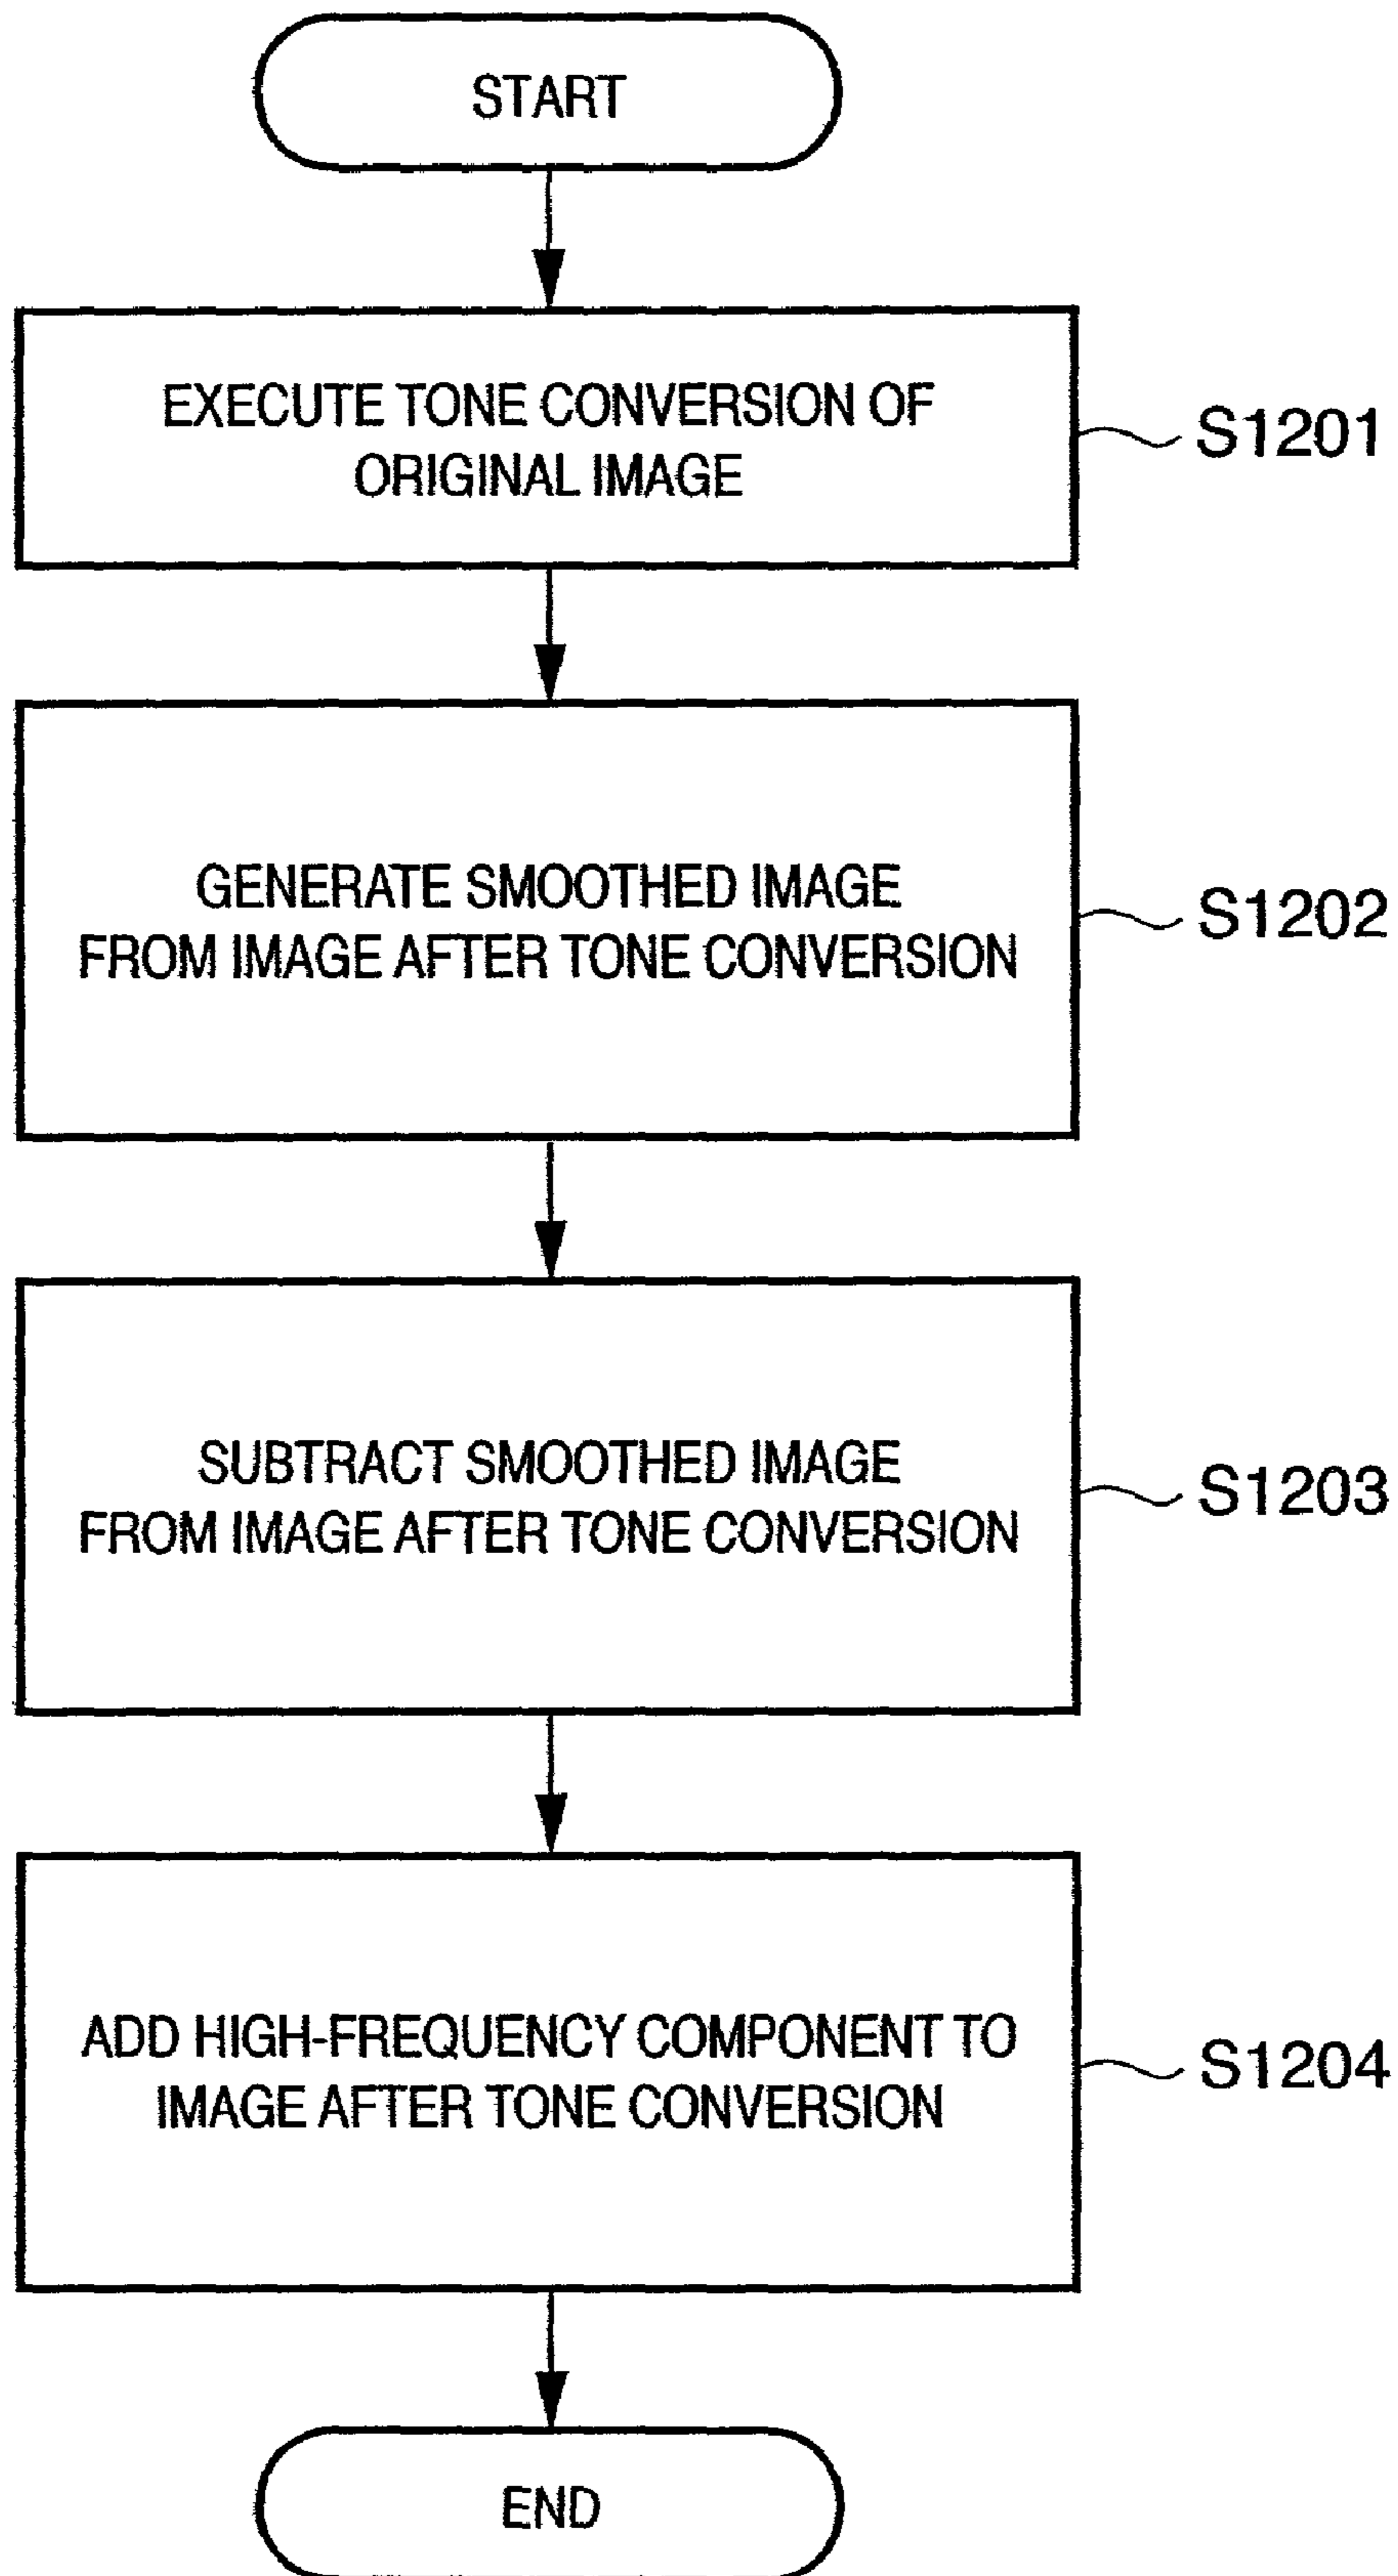 START
EXECUTE TONE CONVERSION OF
ORIGINAL IMAGE
S1201
GENERATE SMOOTHED IMAGE
FROM IMAGE AFTER TONE CONVERSION
S1202
SUBTRACT SMOOTHED IMAGE
FROM IMAGE AFTER TONE CONVERSION
S1203
ADD HIGH-FREQUENCY COMPONENT TO
IMAGE AFTER TONE CONVERSION
S1204
END